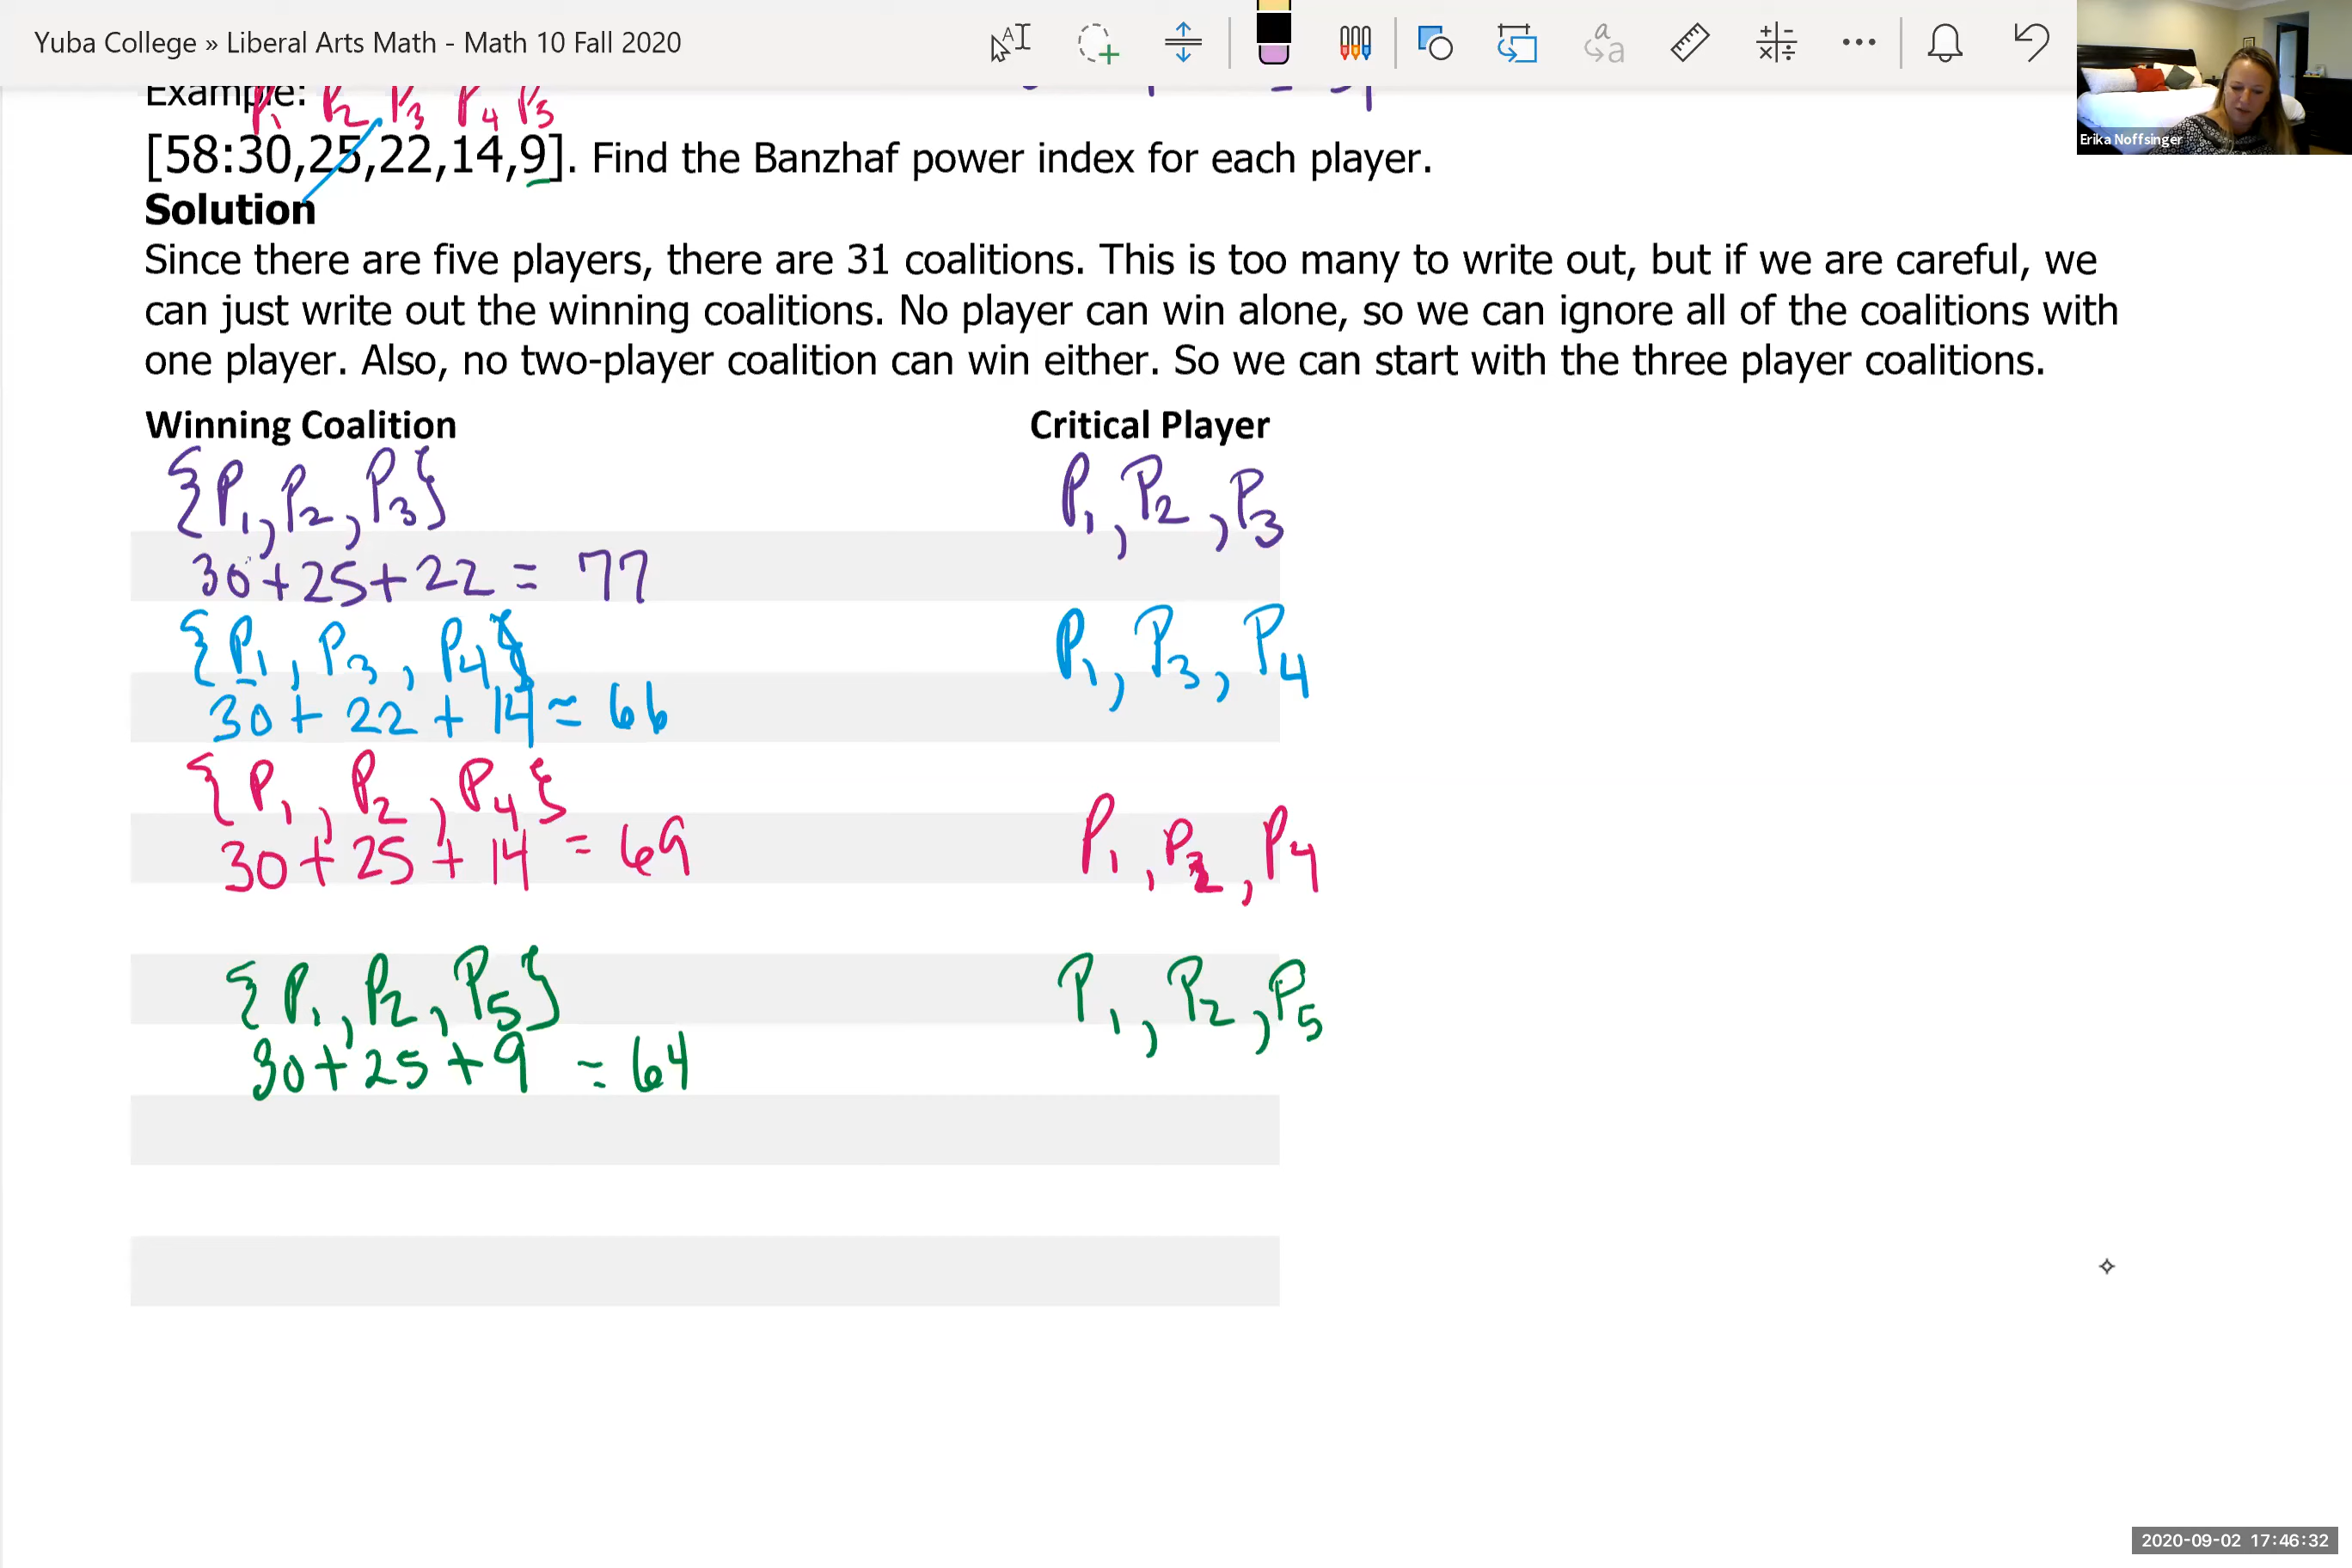 Yuba College » Liberal Arts Math - Math 10 Fall 2020
Erika Noffsinger
Example:
P1 P2 P3 P4 P5
[58:30,25,22,14,9]. Find the Banzhaf power index for each player.
Solution
Since there are five players, there are 31 coalitions. This is too many to write out, but if we are careful, we
can just write out the winning coalitions. No player can win alone, so we can ignore all of the coalitions with
one player. Also, no two-player coalition can win either. So we can start with the three player coalitions.
Winning Coalition Critical Player
{P1, P2, P3} P1, P2, P3
30+25+22 = 77
{P1, P3, P4} P1, P3, P4
30+ 22 + 14 = 66
{P1, P2, P4} P1, P2, P4
30+25+14 = 69
{P1, P2, P5} P1, P2, P5
30+25+9 = 64
2020-09-02 17:46:32